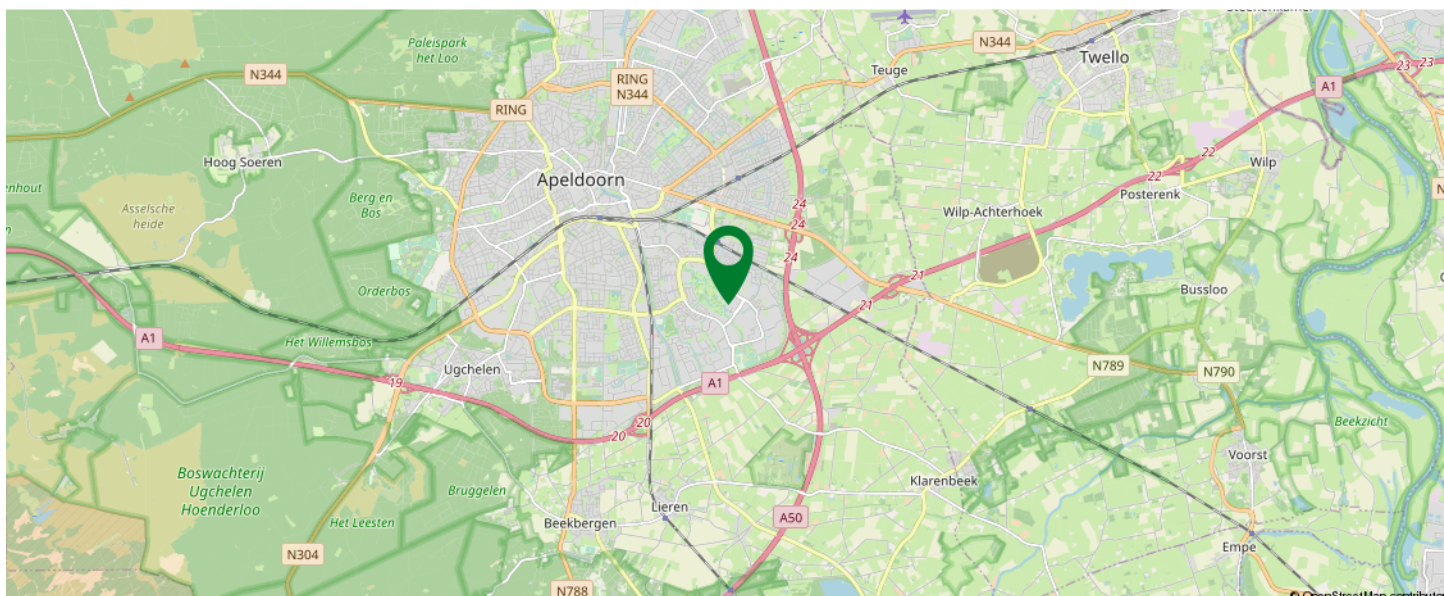 Paleispark
het Loo
N344
RING
N344
RING
N344
Teuge
Twello
23
23
A1
Hoog Soeren
Apeldoorn
Asselsche
heide
Berg en
Bos
24
24
24
Wilp-Achterhoek
22
22
Posterenk
Wilp
21
21
Bussloo
Orderbos
A1
Het Willemsbos
19
Ugchelen
A1
N789
N790
20
20
Beekzicht
Boswachterij
Ugchelen
Hoenderloo
Bruggelen
Het Leesten
Lieren
Klarenbeek
Voorst
Beekbergen
A50
Empe
N304
N788
© OpenStreetMap contributor